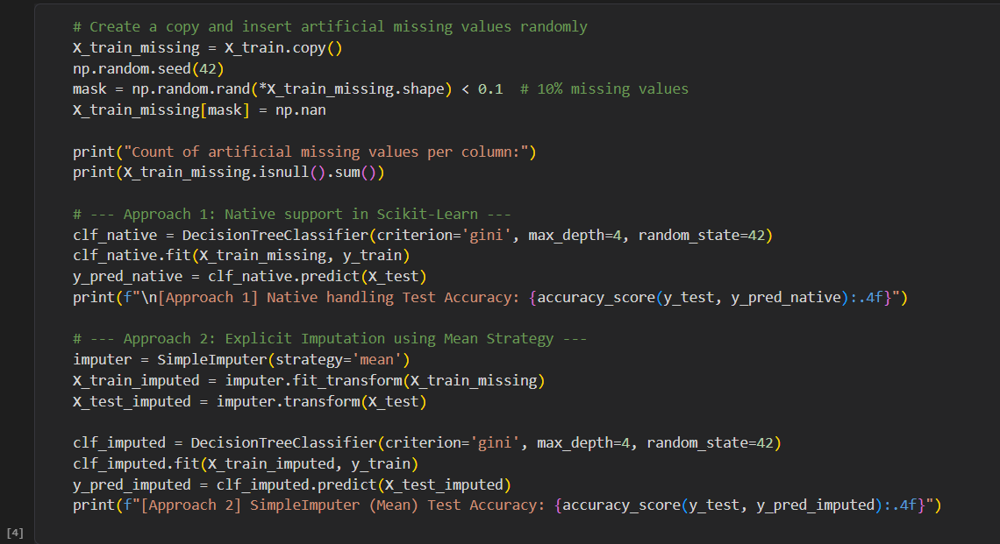 # Create a copy and insert artificial missing values randomly
X_train_missing = X_train.copy()
np.random.seed(42)
mask = np.random.rand(*X_train_missing.shape) < 0.1  # 10% missing values
X_train_missing[mask] = np.nan
print("Count of artificial missing values per column:")
print(X_train_missing.isnull().sum())
# --- Approach 1: Native support in Scikit-Learn ---
clf_native = DecisionTreeClassifier(criterion='gini', max_depth=4, random_state=42)
clf_native.fit(X_train_missing, y_train)
y_pred_native = clf_native.predict(X_test)
print(f"\n[Approach 1] Native handling Test Accuracy: {accuracy_score(y_test, y_pred_native):.4f}")
# --- Approach 2: Explicit Imputation using Mean Strategy ---
imputer = SimpleImputer(strategy='mean')
X_train_imputed = imputer.fit_transform(X_train_missing)
X_test_imputed = imputer.transform(X_test)
clf_imputed = DecisionTreeClassifier(criterion='gini', max_depth=4, random_state=42)
clf_imputed.fit(X_train_imputed, y_train)
y_pred_imputed = clf_imputed.predict(X_test_imputed)
print(f"[Approach 2] SimpleImputer (Mean) Test Accuracy: {accuracy_score(y_test, y_pred_imputed):.4f}")
[4]